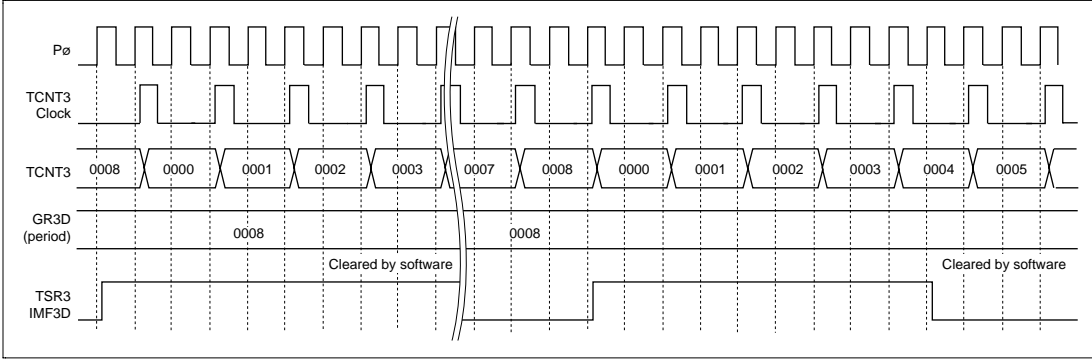 Pø
TCNT3
Clock
TCNT3
0008 0000 0001 0002 0003 0007 0008 0000 0001 0002 0003 0004 0005
GR3D
(period)
0008 0008
Cleared by software Cleared by software
TSR3
IMF3D